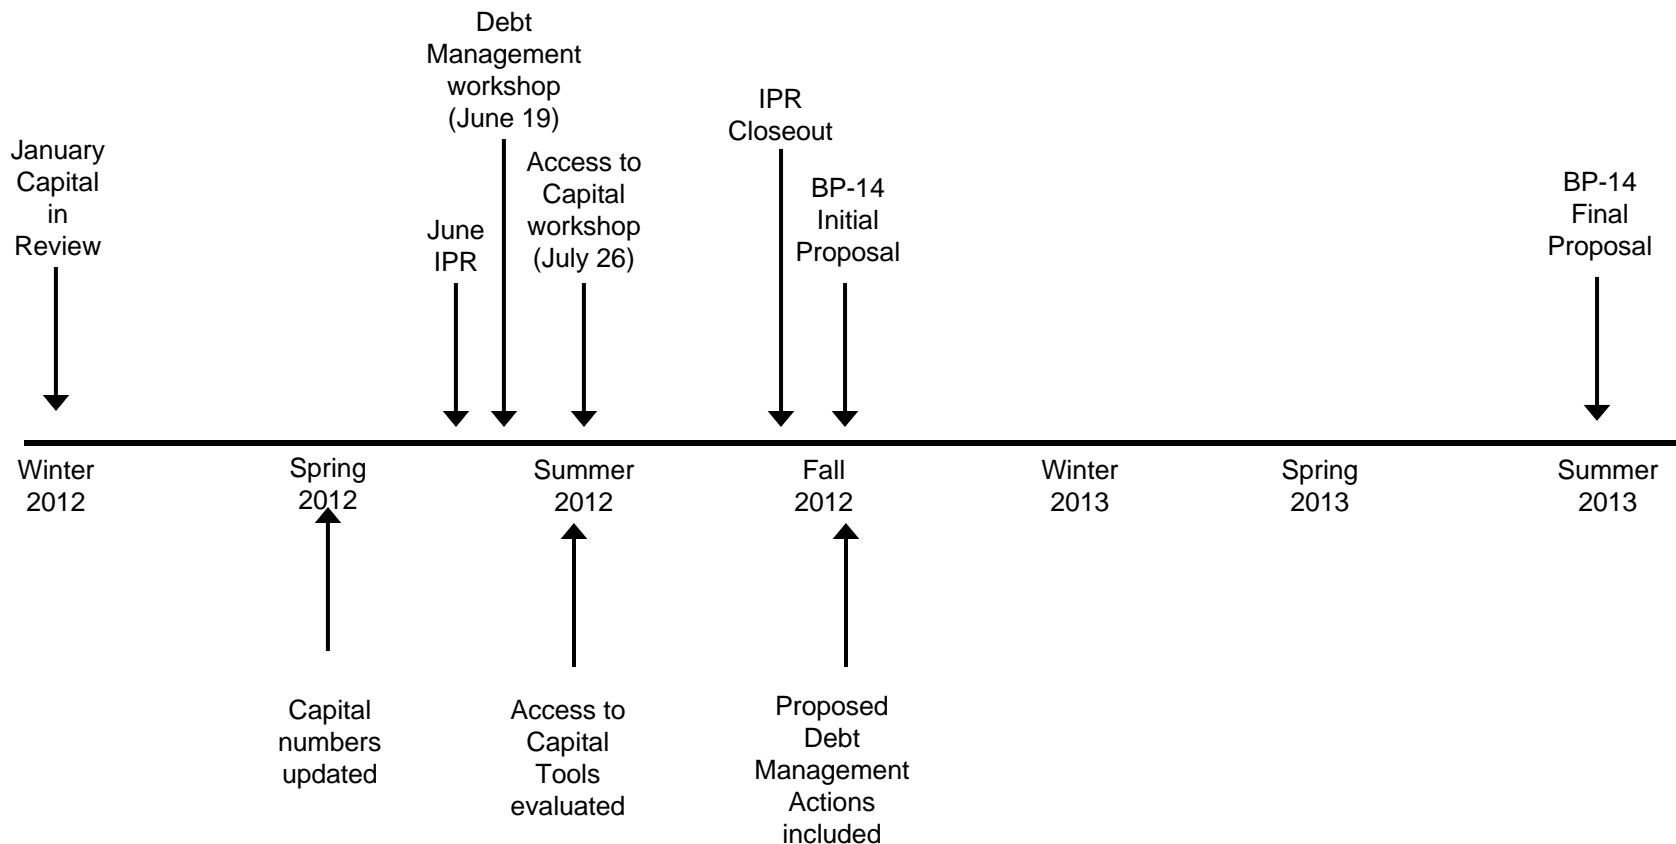 Debt
Management
workshop
(June 19)
IPR
Closeout
January
Capital
in
Review
Access to
Capital
workshop
(July 26)
June
IPR
BP-14
Initial
Proposal
BP-14
Final
Proposal
Winter
2012
Spring
2012
Summer
2012
Fall
2012
Winter
2013
Spring
2013
Summer
2013
Capital
numbers
updated
Access to
Capital
Tools
evaluated
Proposed
Debt
Management
Actions
included